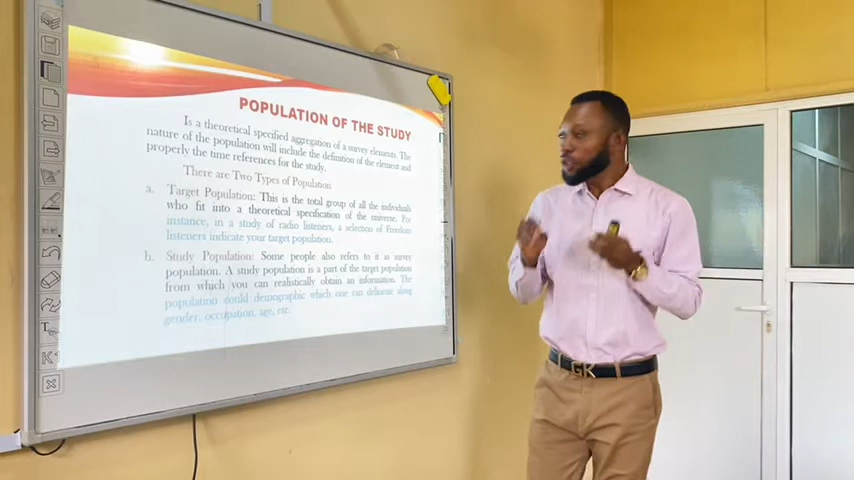 POPULATION OF THE STUDY
Is a theoretical specified aggregation of a survey elements. The
nature of the population will include the definition of the element and
properly the time references for the study.
There are Two Types of Population
a. Target Population: This is the total group of all the individuals
who fit into a theoretical specification of the universe. For
instance, in a study of radio listeners, a selection of Freedom
listeners indicate your target population.
b. Study Population: Some people also refers to it as survey
population. A study population is a part of the target population
from which you can realistically obtain an information. The
population could demographic which one can delineate along
gender, occupation, age, etc.
GK